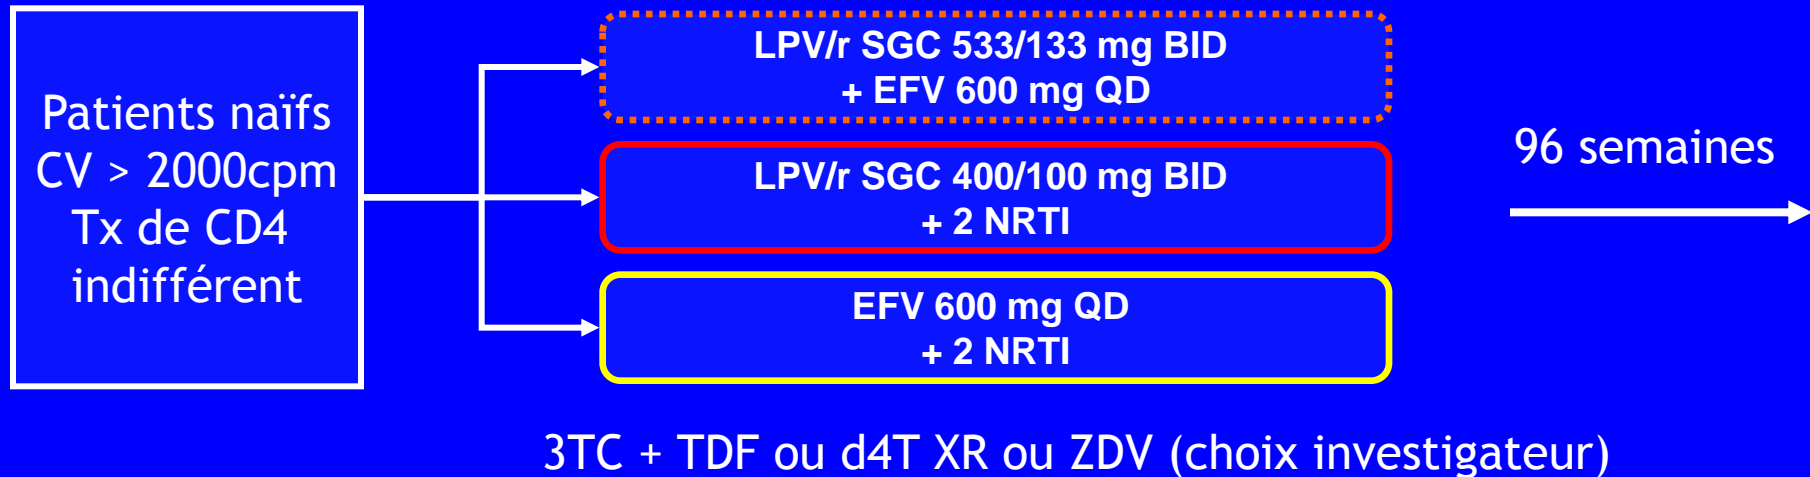 Patients naïfs
CV > 2000cpm
Tx de CD4
indifférent
LPV/r SGC 533/133 mg BID
+ EFV 600 mg QD
LPV/r SGC 400/100 mg BID
+ 2 NRTI
EFV 600 mg QD
+ 2 NRTI
96 semaines
3TC + TDF ou d4T XR ou ZDV (choix investigateur)